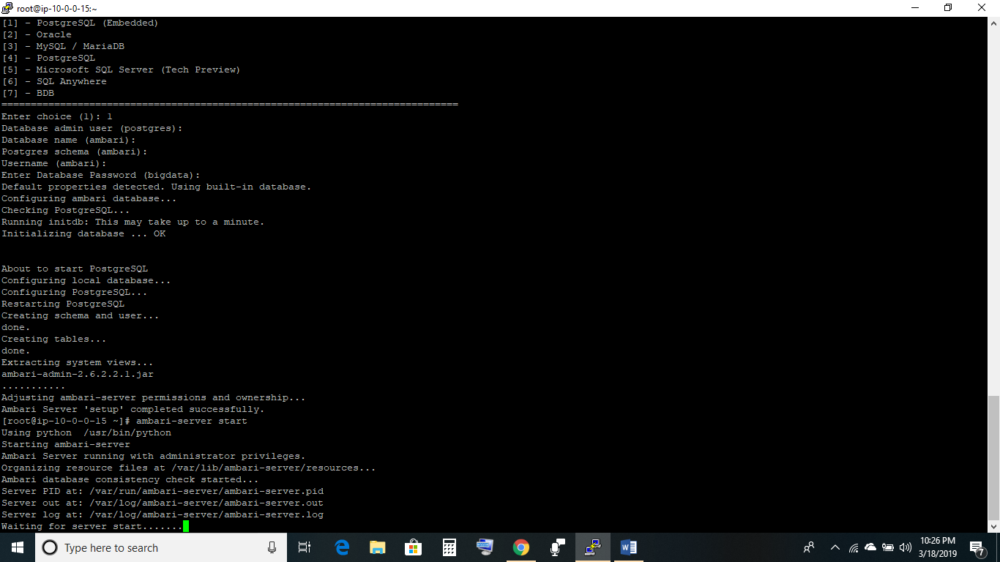 root@ip-10-0-0-15:~
[1] - PostgreSQL (Embedded)
[2] - Oracle
[3] - MySQL / MariaDB
[4] - PostgreSQL
[5] - Microsoft SQL Server (Tech Preview)
[6] - SQL Anywhere
[7] - BDB
==============================================================================
Enter choice (1): 1
Database admin user (postgres):
Database name (ambari):
Postgres schema (ambari):
Username (ambari):
Enter Database Password (bigdata):
Default properties detected. Using built-in database.
Configuring ambari database...
Checking PostgreSQL...
Running initdb: This may take up to a minute.
Initializing database ... OK
About to start PostgreSQL
Configuring local database...
Configuring PostgreSQL...
Restarting PostgreSQL
Creating schema and user...
done.
Creating tables...
done.
Extracting system views...
ambari-admin-2.6.2.2.1.jar
...........
Adjusting ambari-server permissions and ownership...
Ambari Server 'setup' completed successfully.
[root@ip-10-0-0-15 ~]# ambari-server start
Using python  /usr/bin/python
Starting ambari-server
Ambari Server running with administrator privileges.
Organizing resource files at /var/lib/ambari-server/resources...
Ambari database consistency check started...
Server PID at: /var/run/ambari-server/ambari-server.pid
Server out at: /var/log/ambari-server/ambari-server.out
Server log at: /var/log/ambari-server/ambari-server.log
Waiting for server start.......
Type here to search
10:26 PM
3/18/2019
7